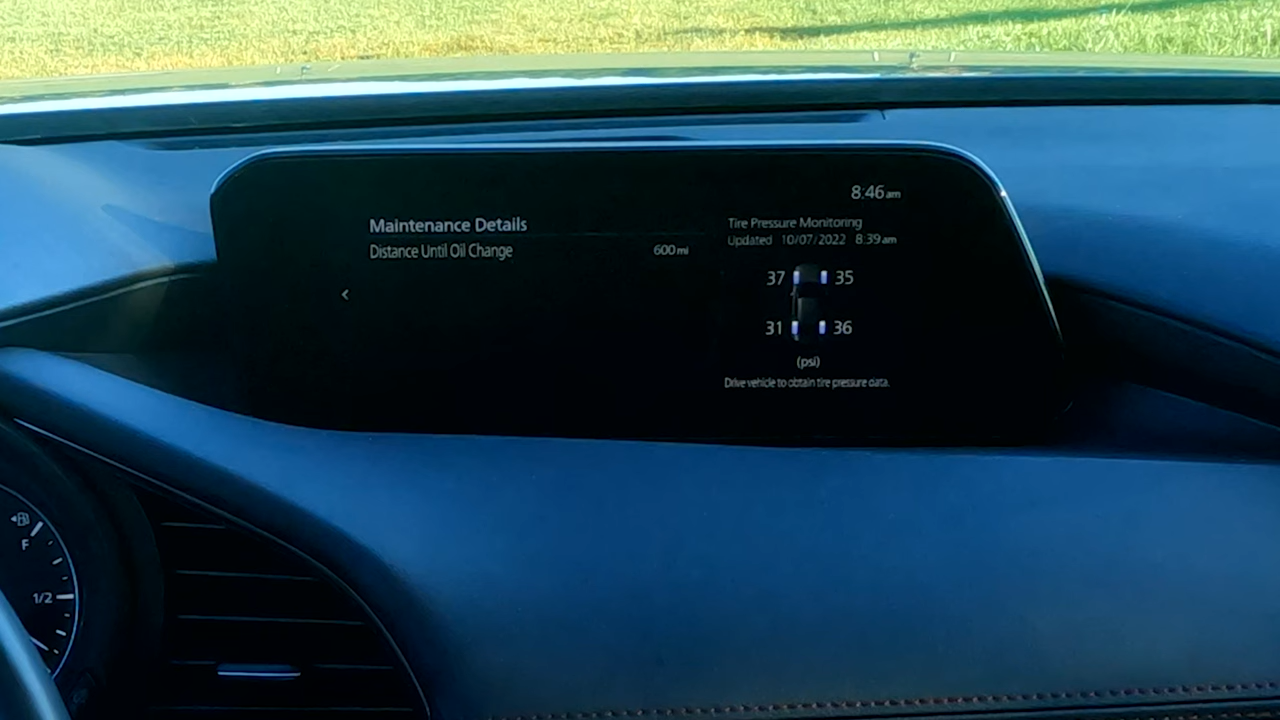 8:46 am
Maintenance Details
Distance Until Oil Change 600 mi
Tire Pressure Monitoring
Updated 10/07/2022 8:39 am
37 35
31 36
(psi)
Drive vehicle to obtain tire pressure data.
F
1/2